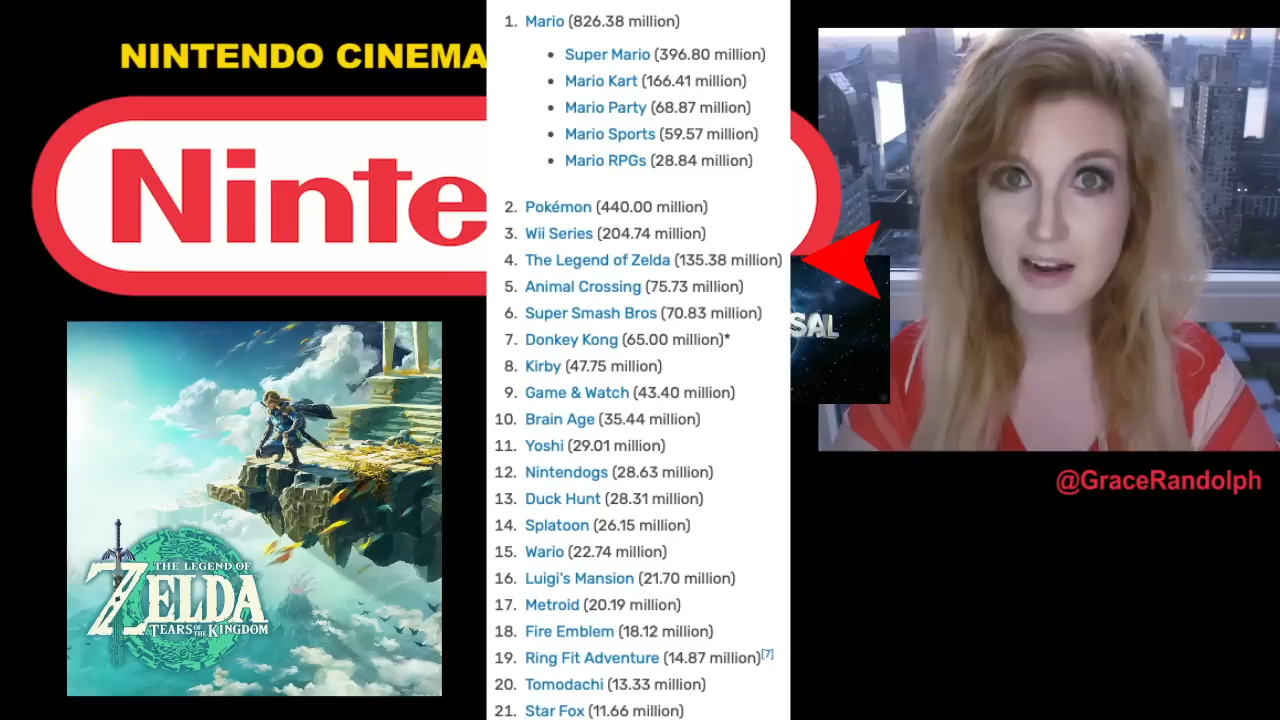 NINTENDO CINEMA
Ninte
1. Mario (826.38 million)
• Super Mario (396.80 million)
• Mario Kart (166.41 million)
• Mario Party (68.87 million)
• Mario Sports (59.57 million)
• Mario RPGs (28.84 million)
2. Pokémon (440.00 million)
3. Wii Series (204.74 million)
4. The Legend of Zelda (135.38 million)
5. Animal Crossing (75.73 million)
6. Super Smash Bros (70.83 million)
7. Donkey Kong (65.00 million)*
8. Kirby (47.75 million)
9. Game & Watch (43.40 million)
10. Brain Age (35.44 million)
11. Yoshi (29.01 million)
12. Nintendogs (28.63 million)
13. Duck Hunt (28.31 million)
14. Splatoon (26.15 million)
15. Wario (22.74 million)
16. Luigi's Mansion (21.70 million)
17. Metroid (20.19 million)
18. Fire Emblem (18.12 million)
19. Ring Fit Adventure (14.87 million)[7]
20. Tomodachi (13.33 million)
21. Star Fox (11.66 million)
SAL
@GraceRandolph
THE LEGEND OF
ZELDA
TEARS OF THE KINGDOM